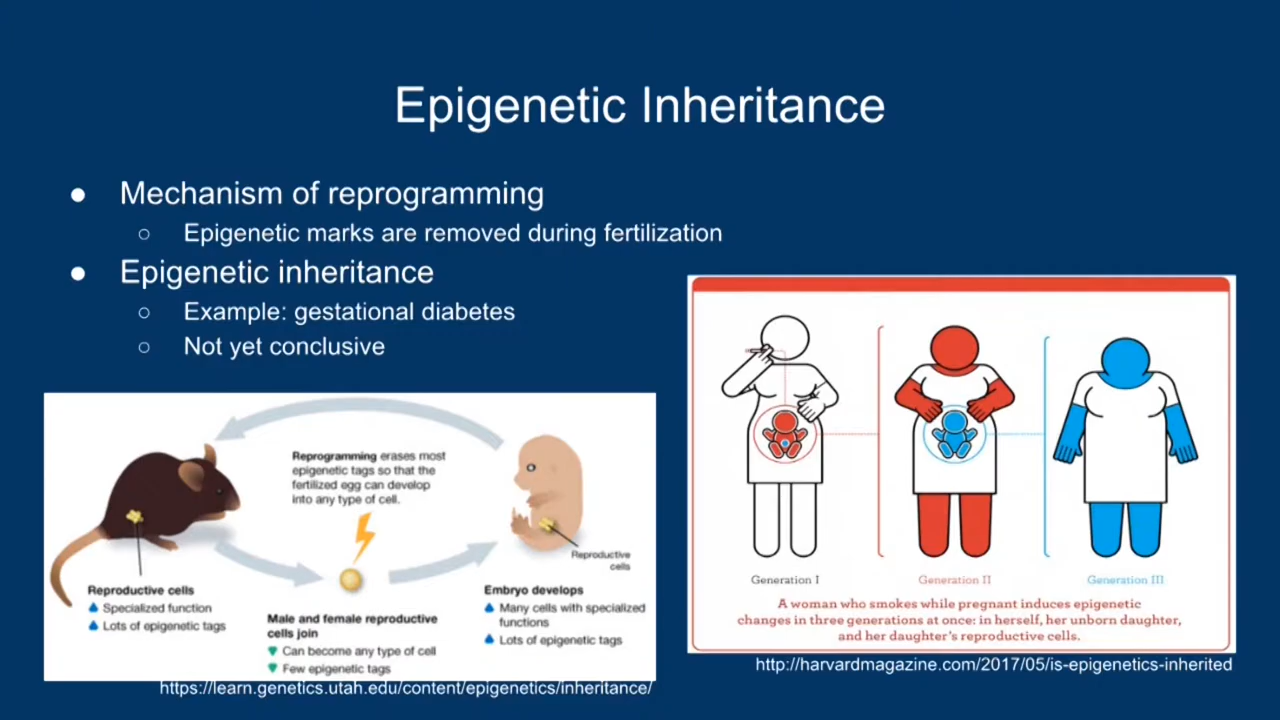 Epigenetic Inheritance
● Mechanism of reprogramming
○ Epigenetic marks are removed during fertilization
● Epigenetic inheritance
○ Example: gestational diabetes
○ Not yet conclusive
Reprogramming erases most
epigenetic tags so that the
fertilized egg can develop
into any type of cell.
Reproductive
cells
Reproductive cells
Specialized function
Lots of epigenetic tags
Male and female reproductive
cells join
Can become any type of cell
Few epigenetic tags
Embryo develops
Many cells with specialized
functions
Lots of epigenetic tags
https://learn.genetics.utah.edu/content/epigenetics/inheritance/
Generation I
Generation II
Generation III
A woman who smokes while pregnant induces epigenetic
changes in three generations at once: in herself, her unborn daughter,
and her daughter's reproductive cells.
http://harvardmagazine.com/2017/05/is-epigenetics-inherited